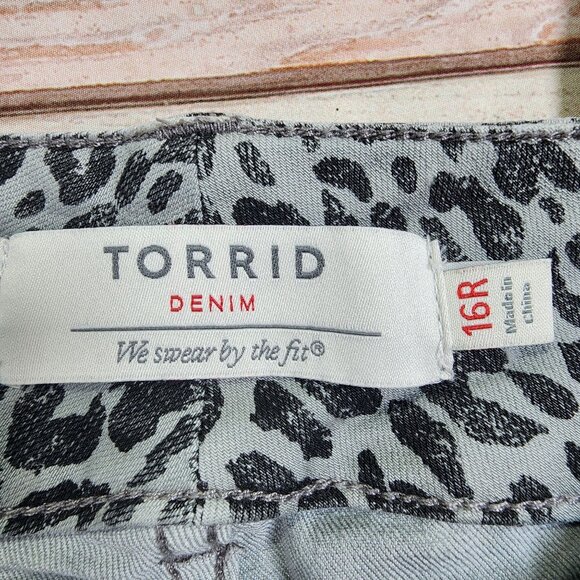 TORRID
DENIM
We swear by the fit®
16R
Made in
China